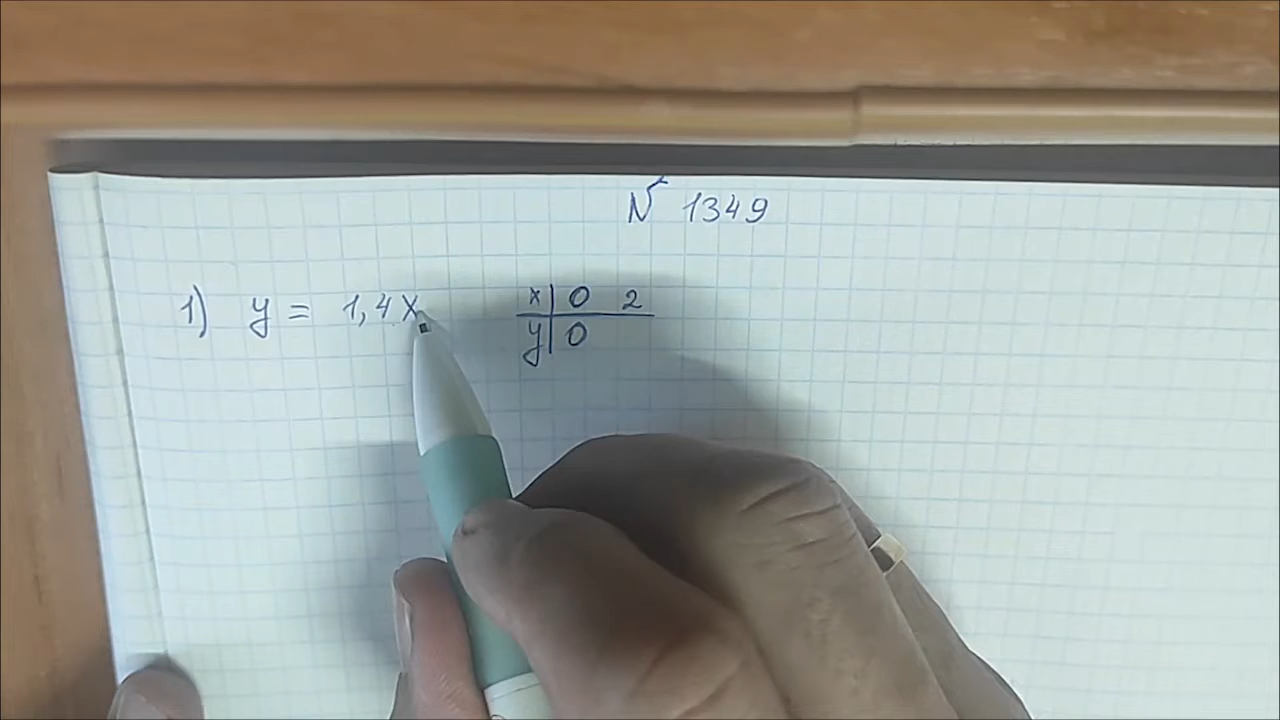 № 1349
1) y = 1,4x
x | 0 2
y | 0